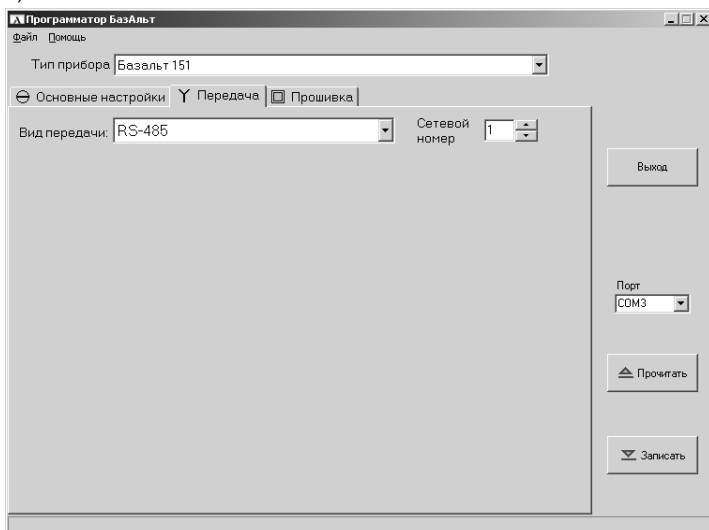 Программатор БазАльт
Файл Помощь
Тип прибора Базальт 151
Основные настройки Передача Прошивка
Вид передачи: RS-485
Сетевой номер 1
Выход
Порт
COM3
Прочитать
Записать